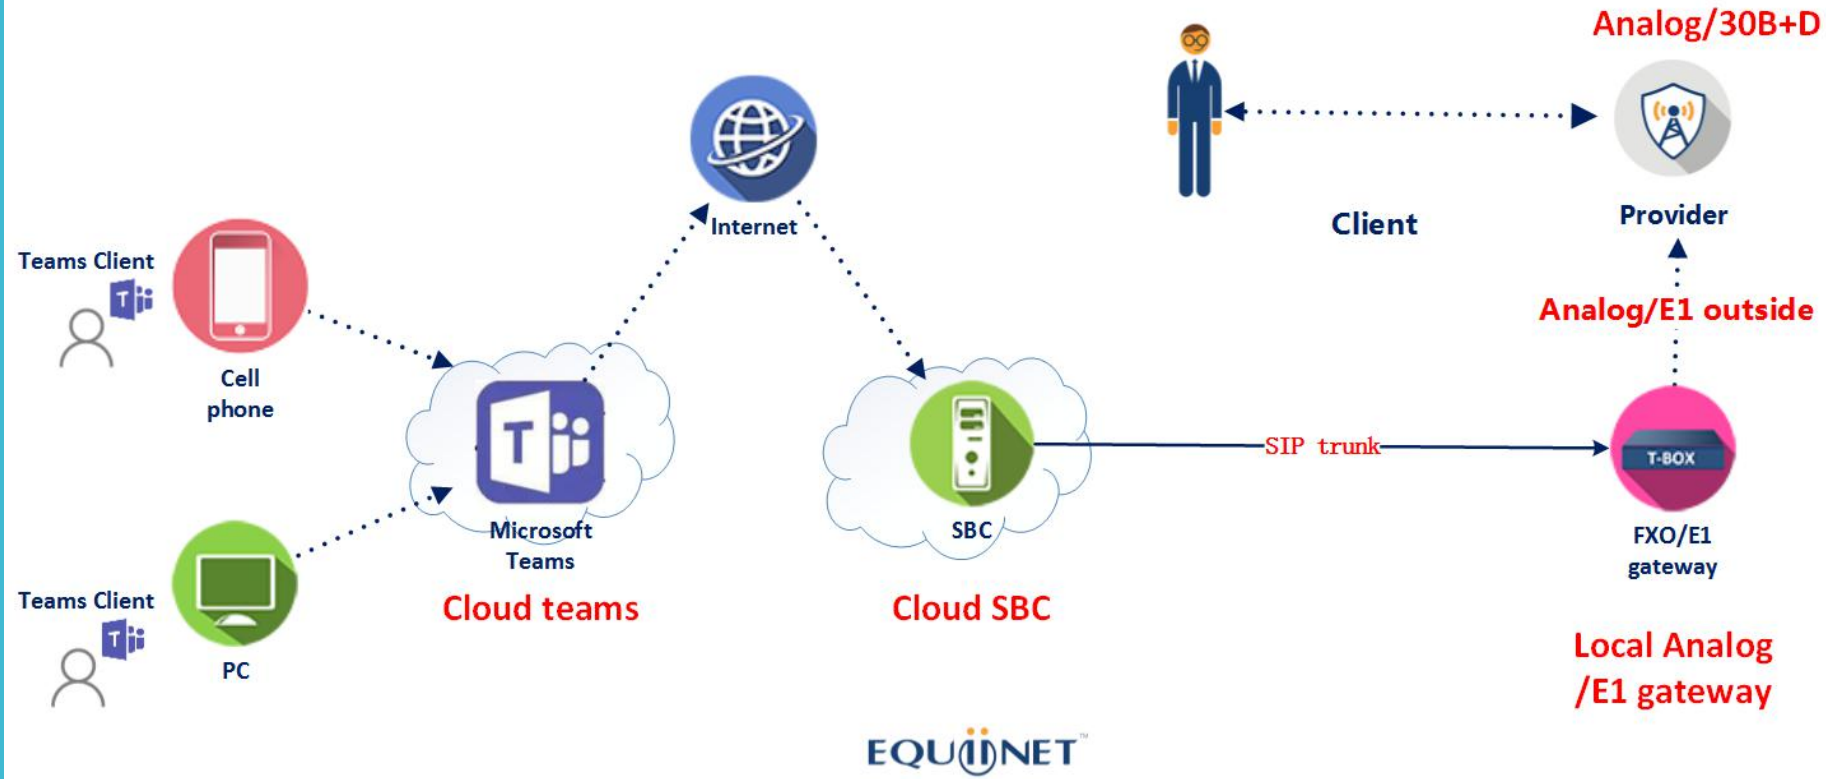 Analog/30B+D
Provider
Client
Internet
Teams Client
T
Cell
phone
Analog/E1 outside
T
Microsoft
Teams
Cloud teams
SBC
Cloud SBC
SIP trunk
T-BOX
FXO/E1
gateway
Teams Client
T
PC
Local Analog
/E1 gateway
EQUiiNET™